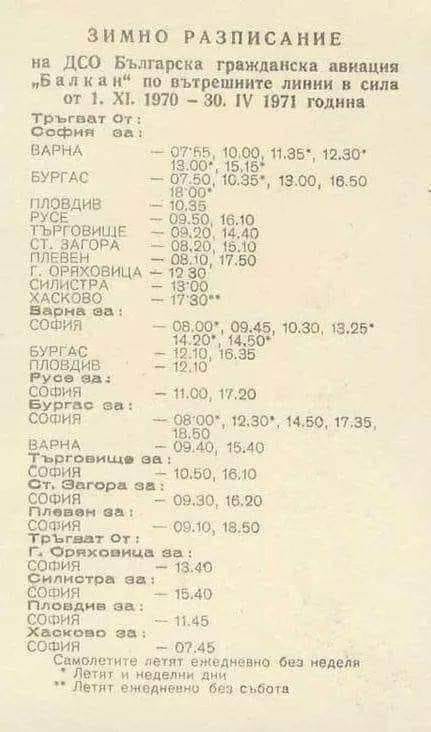 ЗИМНО РАЗПИСАНИЕ
на ДСО Българска гражданска авиация
„Балкан“ по вътрешните линии в сила
от 1. XI. 1970 – 30. IV 1971 година
Тръгват От:
София за:
ВАРНА — 07·55, 10.00, 11.35*, 12.30*
13.00*, 15.15*
БУРГАС — 07.50, 10.35*, 13.00, 16.50
18·00*
ПЛОВДИВ — 10.35
РУСЕ — 09.50, 16.10
ТЪРГОВИЩЕ — 09.20, 14.40
СТ. ЗАГОРА — 08.20, 15.10
ПЛЕВЕН — 08.10, 17.50
Г. ОРЯХОВИЦА — 12·30
СИЛИСТРА — 13·00
ХАСКОВО — 17·30**
Варна за:
СОФИЯ — 08.00*, 09.45, 10.30, 13.25*
14.20*, 14.50*
БУРГАС — 12.10, 16.35
ПЛОВДИВ — 12.10
Русе за:
СОФИЯ — 11.00, 17.20
Бургас за:
СОФИЯ — 08·00*, 12.30*, 14.50, 17.35,
18.50
ВАРНА — 09.40, 15.40
Търговище за:
СОФИЯ — 10.50, 16.10
Ст. Загора за:
СОФИЯ — 09.30, 16.20
Плевен за:
СОФИЯ — 09.10, 18.50
Тръгват От:
Г. Оряховица за:
СОФИЯ — 13.40
Силистра за:
СОФИЯ — 15.40
Пловдив за:
СОФИЯ — 11.45
Хасково за:
СОФИЯ — 07.45
Самолетите летят ежедневно без неделя
* Летят и неделни дни
** Летят ежедневно без събота